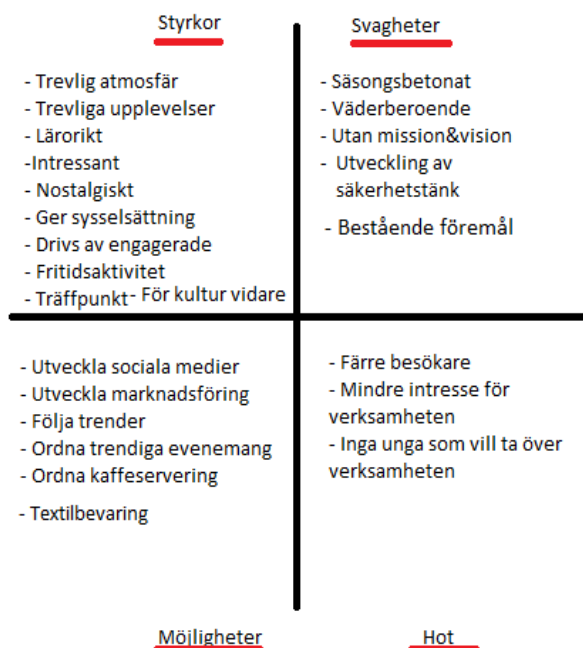 Styrkor
- Trevlig atmosfär
- Trevliga upplevelser
- Lärorikt
-Intressant
- Nostalgiskt
- Ger sysselsättning
- Drivs av engagerade
- Fritidsaktivitet
- Träffpunkt- För kultur vidare
Svagheter
- Säsongsbetonat
- Väderberoende
- Utan mission&vision
- Utveckling av
säkerhetstänk
- Bestående föremål
- Utveckla sociala medier
- Utveckla marknadsföring
- Följa trender
- Ordna trendiga evenemang
- Ordna kaffeservering
- Textilbevaring
Möjligheter
- Färre besökare
- Mindre intresse för
verksamheten
- Inga unga som vill ta över
verksamheten
Hot